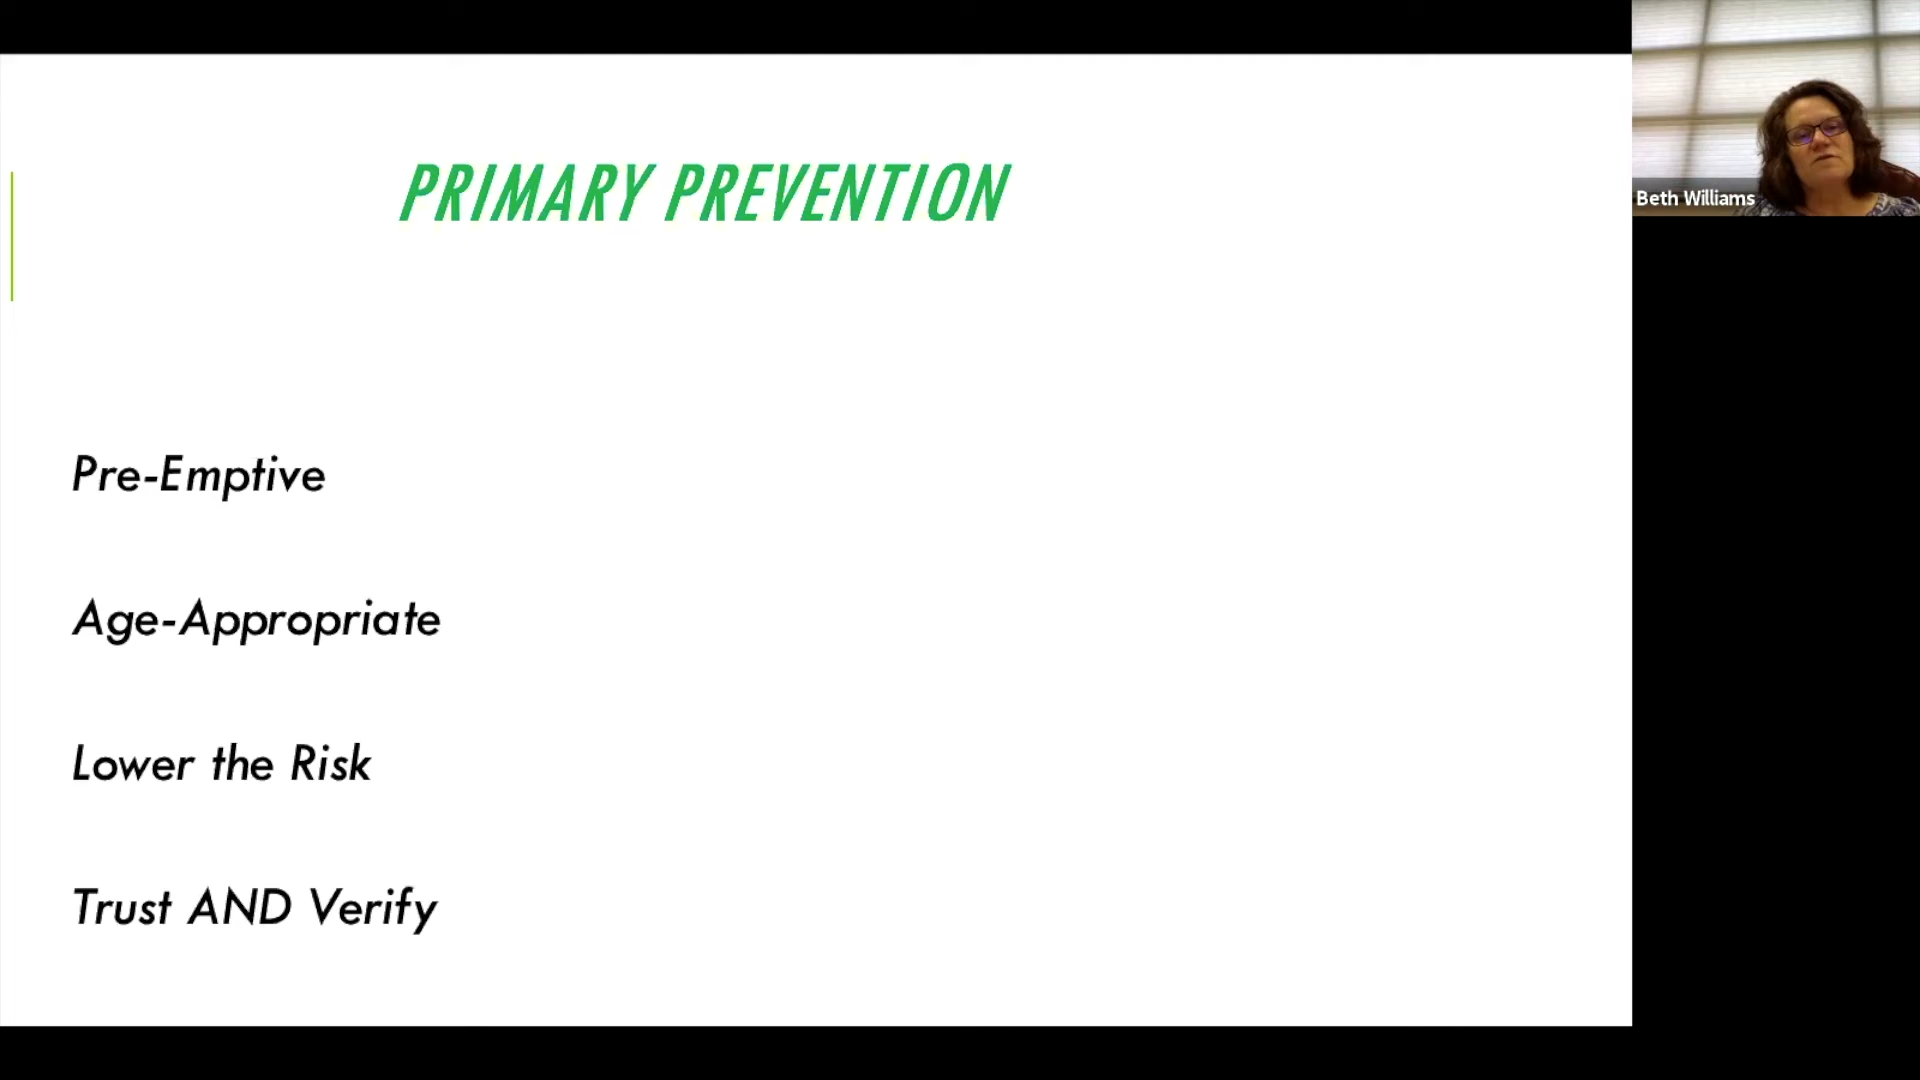 PRIMARY PREVENTION
Beth Williams
Pre-Emptive
Age-Appropriate
Lower the Risk
Trust AND Verify